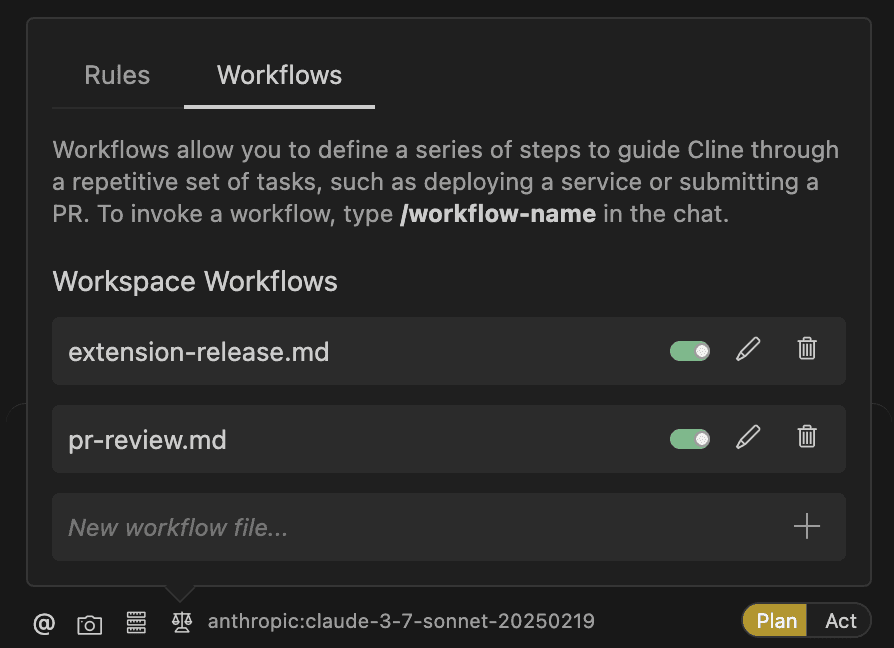 Rules Workflows
Workflows allow you to define a series of steps to guide Cline through
a repetitive set of tasks, such as deploying a service or submitting a
PR. To invoke a workflow, type /workflow-name in the chat.
Workspace Workflows
extension-release.md
pr-review.md
New workflow file...
@ anthropic:claude-3-7-sonnet-20250219 Plan Act